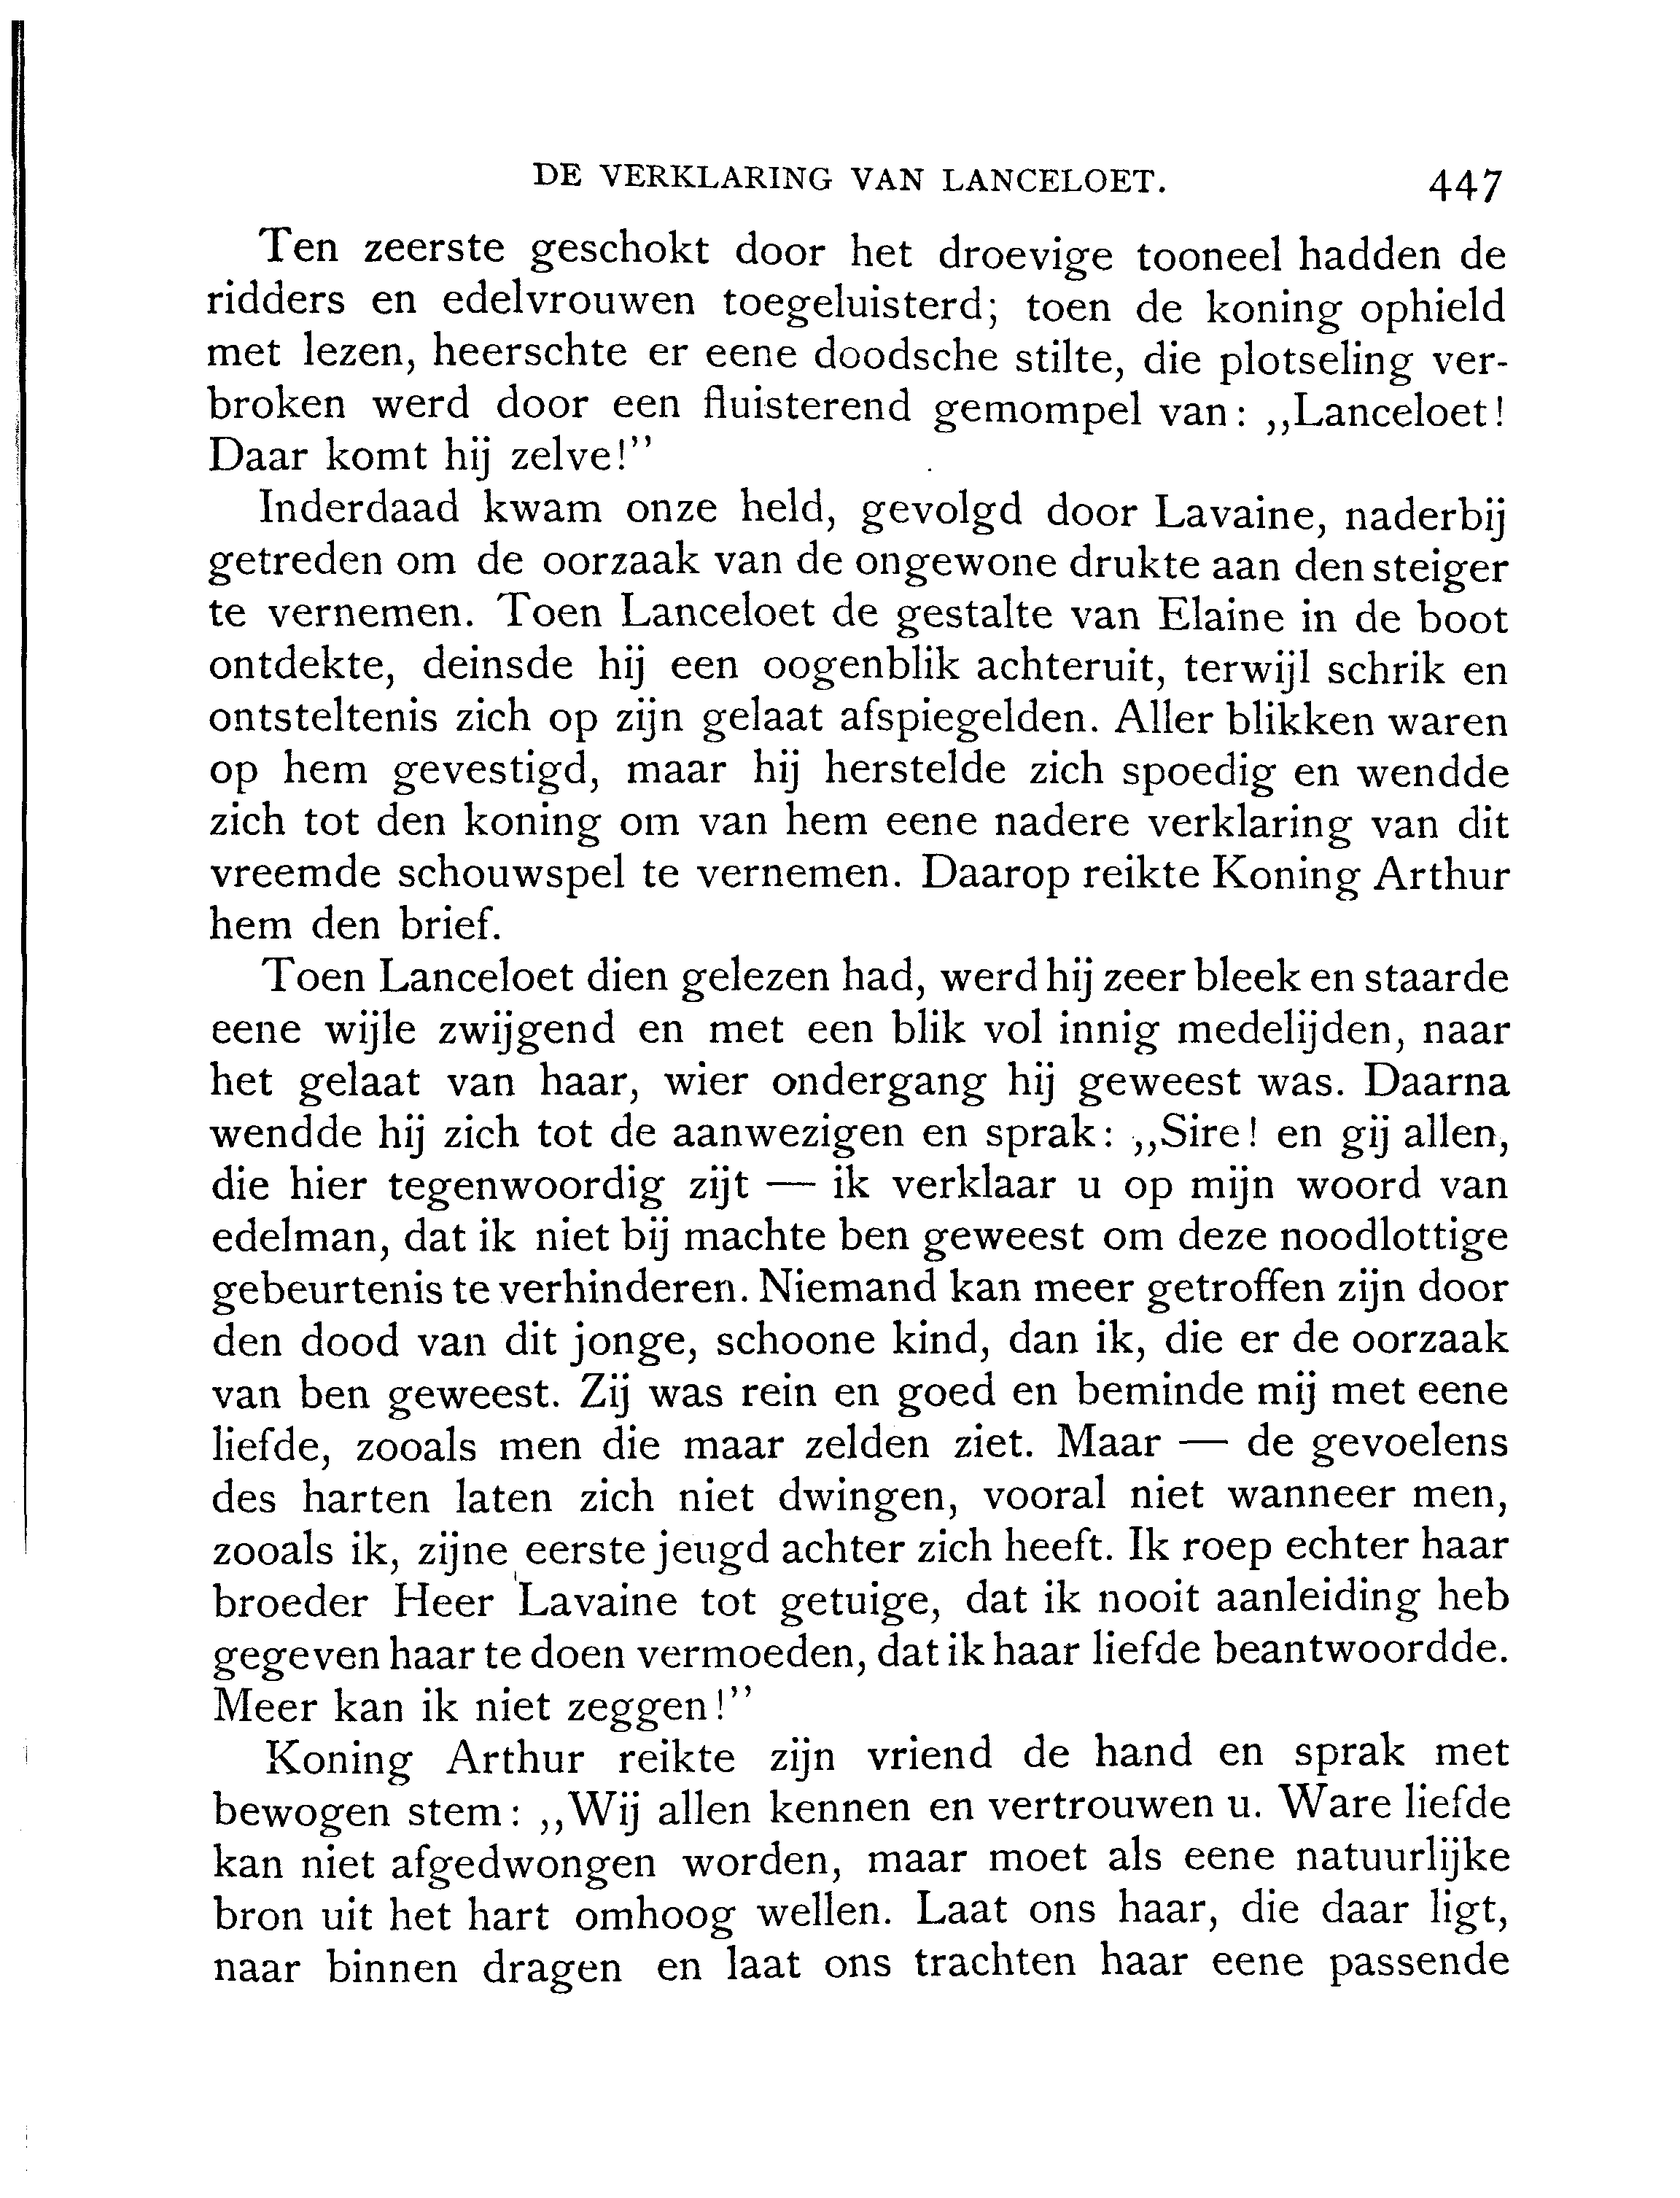 DE VERKLARING VAN LANCELOET. 447
Ten zeerste geschokt door het droevige tooneel hadden de
ridders en edelvrouwen toegeluisterd; toen de koning ophield
met lezen, heerschte er eene doodsche stilte, die plotseling ver-
broken werd door een fluisterend gemompel van: ,,Lanceloet!
Daar komt hij zelve!”
Inderdaad kwam onze held, gevolgd door Lavaine, naderbij
getreden om de oorzaak van de ongewone drukte aan den steiger
te vernemen. Toen Lanceloet de gestalte van Elaine in de boot
ontdekte, deinsde hij een oogenblik achteruit, terwijl schrik en
ontsteltenis zich op zijn gelaat afspiegelden. Aller blikken waren
op hem gevestigd, maar hij herstelde zich spoedig en wendde
zich tot den koning om van hem eene nadere verklaring van dit
vreemde schouwspel te vernemen. Daarop reikte Koning Arthur
hem den brief.
Toen Lanceloet dien gelezen had, werd hij zeer bleek en staarde
eene wijle zwijgend en met een blik vol innig medelijden, naar
het gelaat van haar, wier ondergang hij geweest was. Daarna
wendde hij zich tot de aanwezigen en sprak: ,,Sire! en gij allen,
die hier tegenwoordig zijt — ik verklaar u op mijn woord van
edelman, dat ik niet bij machte ben geweest om deze noodlottige
gebeurtenis te verhinderen. Niemand kan meer getroffen zijn door
den dood van dit jonge, schoone kind, dan ik, die er de oorzaak
van ben geweest. Zij was rein en goed en beminde mij met eene
liefde, zooals men die maar zelden ziet. Maar — de gevoelens
des harten laten zich niet dwingen, vooral niet wanneer men,
zooals ik, zijne eerste jeugd achter zich heeft. Ik roep echter haar
broeder Heer Lavaine tot getuige, dat ik nooit aanleiding heb
gegeven haar te doen vermoeden, dat ik haar liefde beantwoordde.
Meer kan ik niet zeggen!”
Koning Arthur reikte zijn vriend de hand en sprak met
bewogen stem: ,,Wij allen kennen en vertrouwen u. Ware liefde
kan niet afgedwongen worden, maar moet als eene natuurlijke
bron uit het hart omhoog wellen. Laat ons haar, die daar ligt,
naar binnen dragen en laat ons trachten haar eene passende